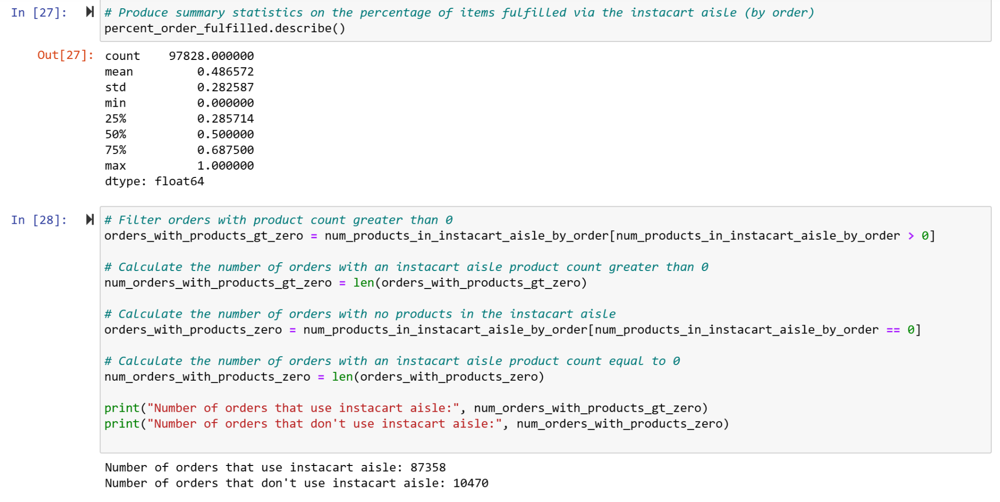 In [27]: # Produce summary statistics on the percentage of items fulfilled via the instacart aisle (by order)
percent_order_fulfilled.describe()
Out[27]: count    97828.000000
mean         0.486572
std          0.282587
min          0.000000
25%          0.285714
50%          0.500000
75%          0.687500
max          1.000000
dtype: float64
In [28]: # Filter orders with product count greater than 0
orders_with_products_gt_zero = num_products_in_instacart_aisle_by_order[num_products_in_instacart_aisle_by_order > 0]
# Calculate the number of orders with an instacart aisle product count greater than 0
num_orders_with_products_gt_zero = len(orders_with_products_gt_zero)
# Calculate the number of orders with no products in the instacart aisle
orders_with_products_zero = num_products_in_instacart_aisle_by_order[num_products_in_instacart_aisle_by_order == 0]
# Calculate the number of orders with an instacart aisle product count equal to 0
num_orders_with_products_zero = len(orders_with_products_zero)
print("Number of orders that use instacart aisle:", num_orders_with_products_gt_zero)
print("Number of orders that don't use instacart aisle:", num_orders_with_products_zero)
Number of orders that use instacart aisle: 87358
Number of orders that don't use instacart aisle: 10470